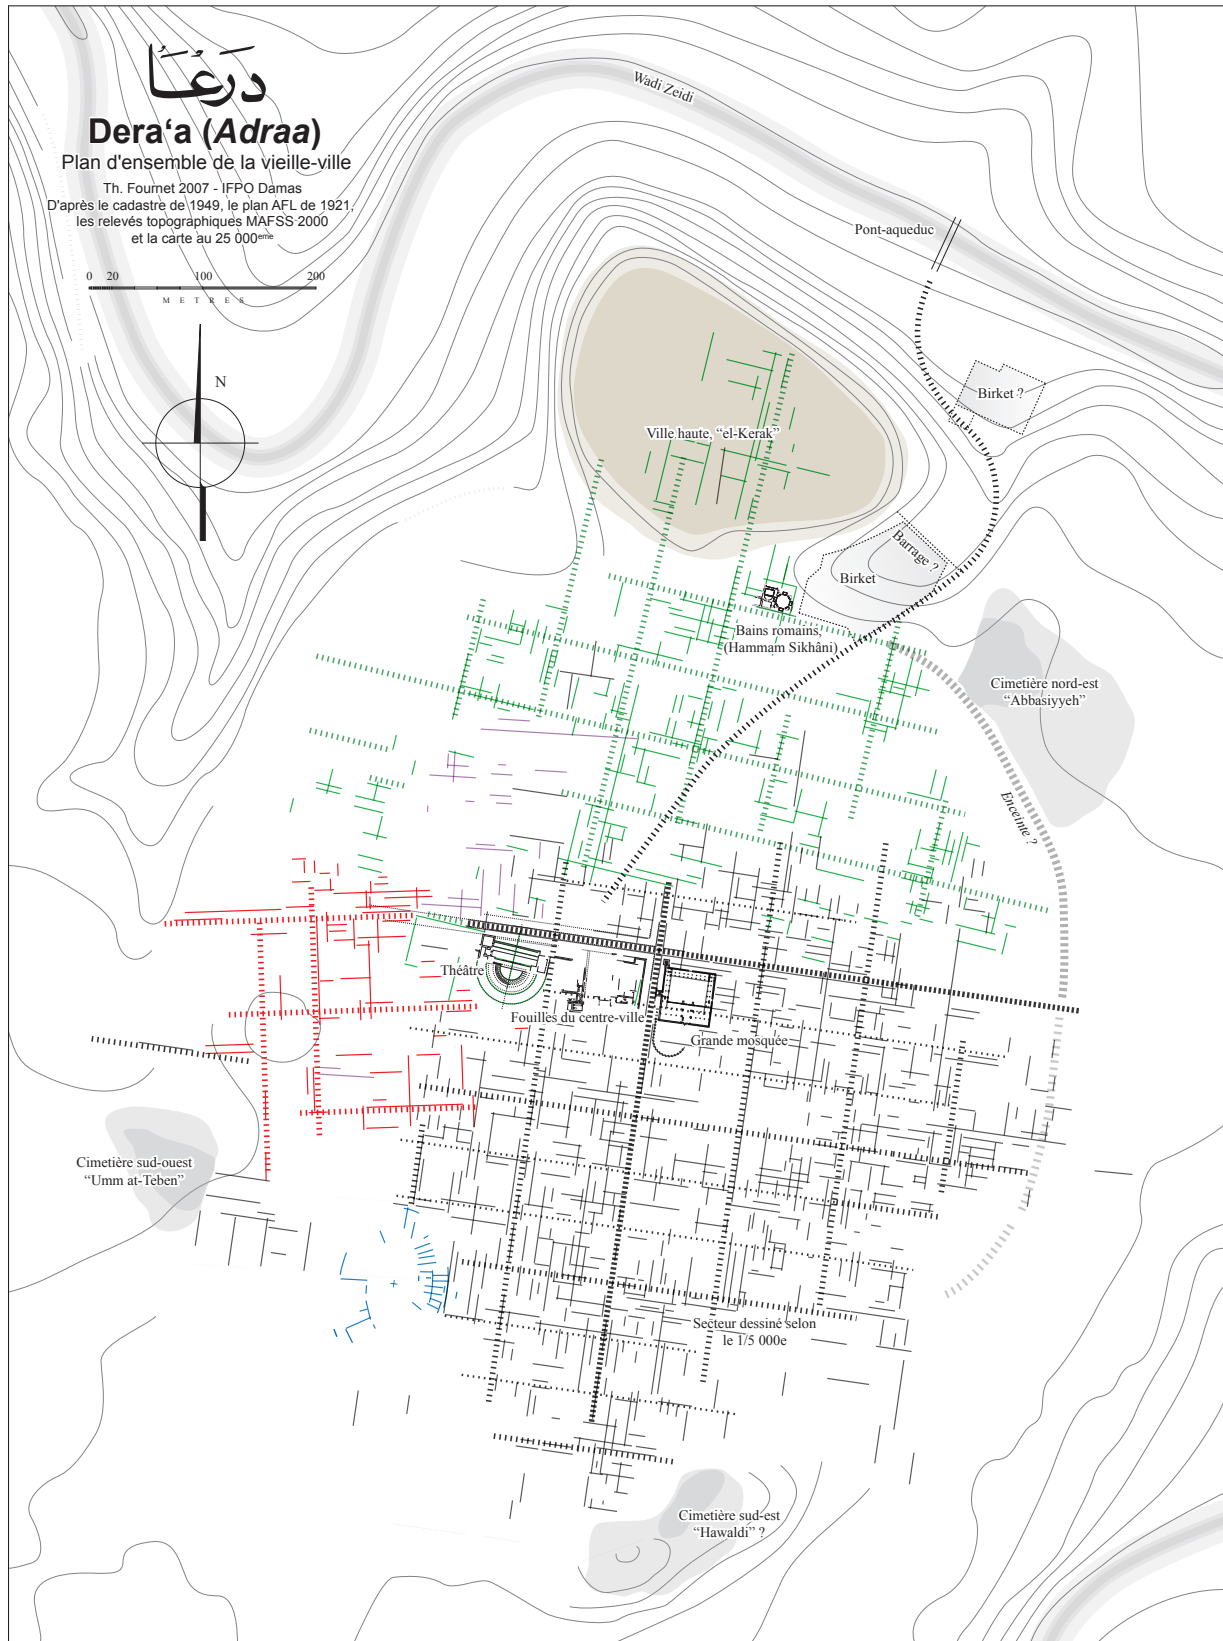 دَرعَا
Dera‘a (Adraa)
Plan d'ensemble de la vieille-ville
Th. Fournet 2007 - IFPO Damas
D'après le cadastre de 1949, le plan AFL de 1921,
les relevés topographiques MAFSS 2000
et la carte au 25 000eme
0 20 100 200
METRES
N
Wadi Zeidi
Pont-aqueduc
Birket ?
Ville haute, “el-Kerak”
Barrage ?
Birket
Bains romains,
(Hammam Sikhâni)
Cimetière nord-est
“Abbasiyyeh”
Enceinte ?
Théâtre
Fouilles du centre-ville
Grande mosquée
Cimetière sud-ouest
“Umm at-Teben”
Secteur dessiné selon
le 1/5 000e
Cimetière sud-est
“Hawaldi” ?